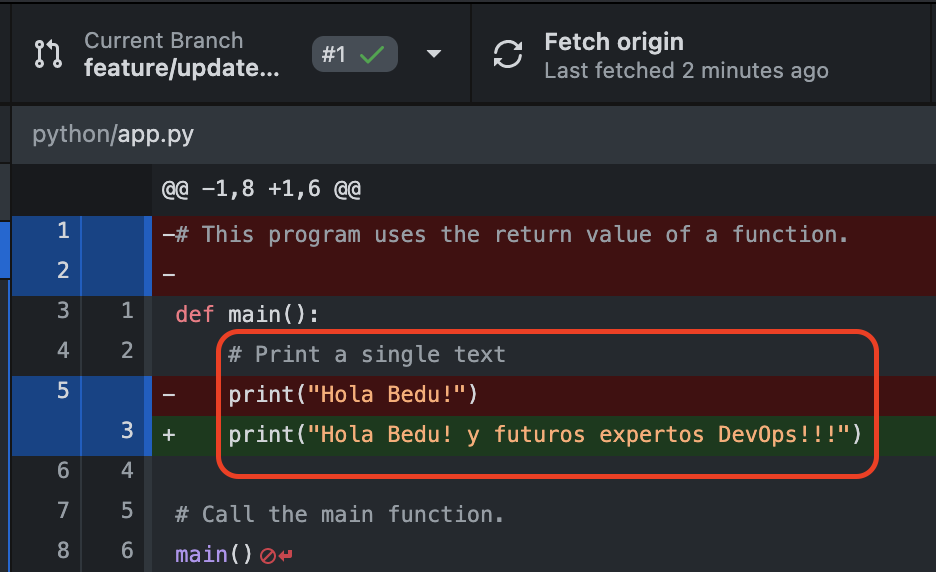 Current Branch
feature/update...
#1
Fetch origin
Last fetched 2 minutes ago
python/app.py
@@ -1,8 +1,6 @@
1 -# This program uses the return value of a function.
2 -
3 1 def main():
4 2 # Print a single text
5 - print("Hola Bedu!")
3 + print("Hola Bedu! y futuros expertos DevOps!!!")
6 4
7 5 # Call the main function.
8 6 main()